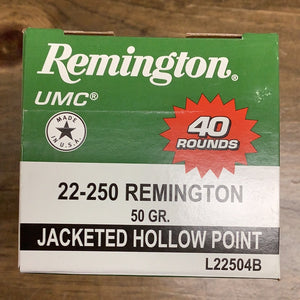 Remington®
UMC®
MADE
IN U.S.A.
40
ROUNDS
22-250 REMINGTON
50 GR.
JACKETED HOLLOW POINT
L22504B